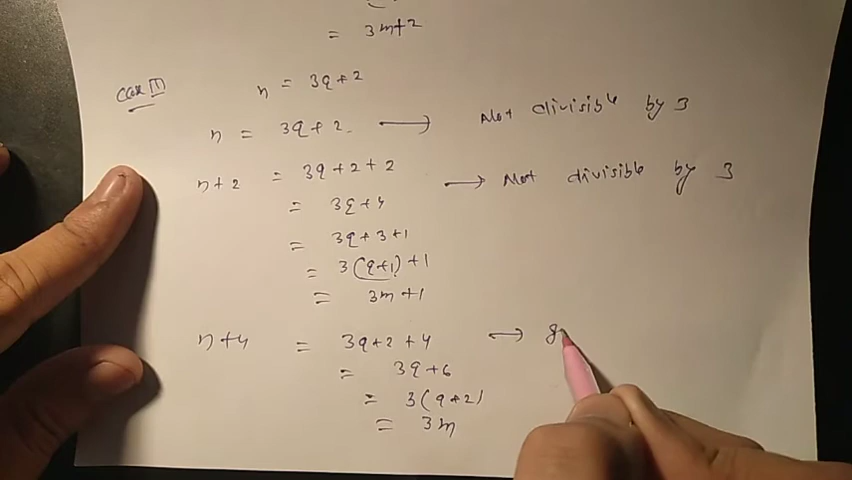 = 3m+2
Case III
n = 3q+2
n = 3q+2 → Not divisible by 3
n+2 = 3q+2+2 → Not divisible by 3
= 3q+4
= 3q+3+1
= 3(q+1)+1
= 3m+1
n+4 = 3q+2+4 →
= 3q+6
= 3(q+2)
= 3m